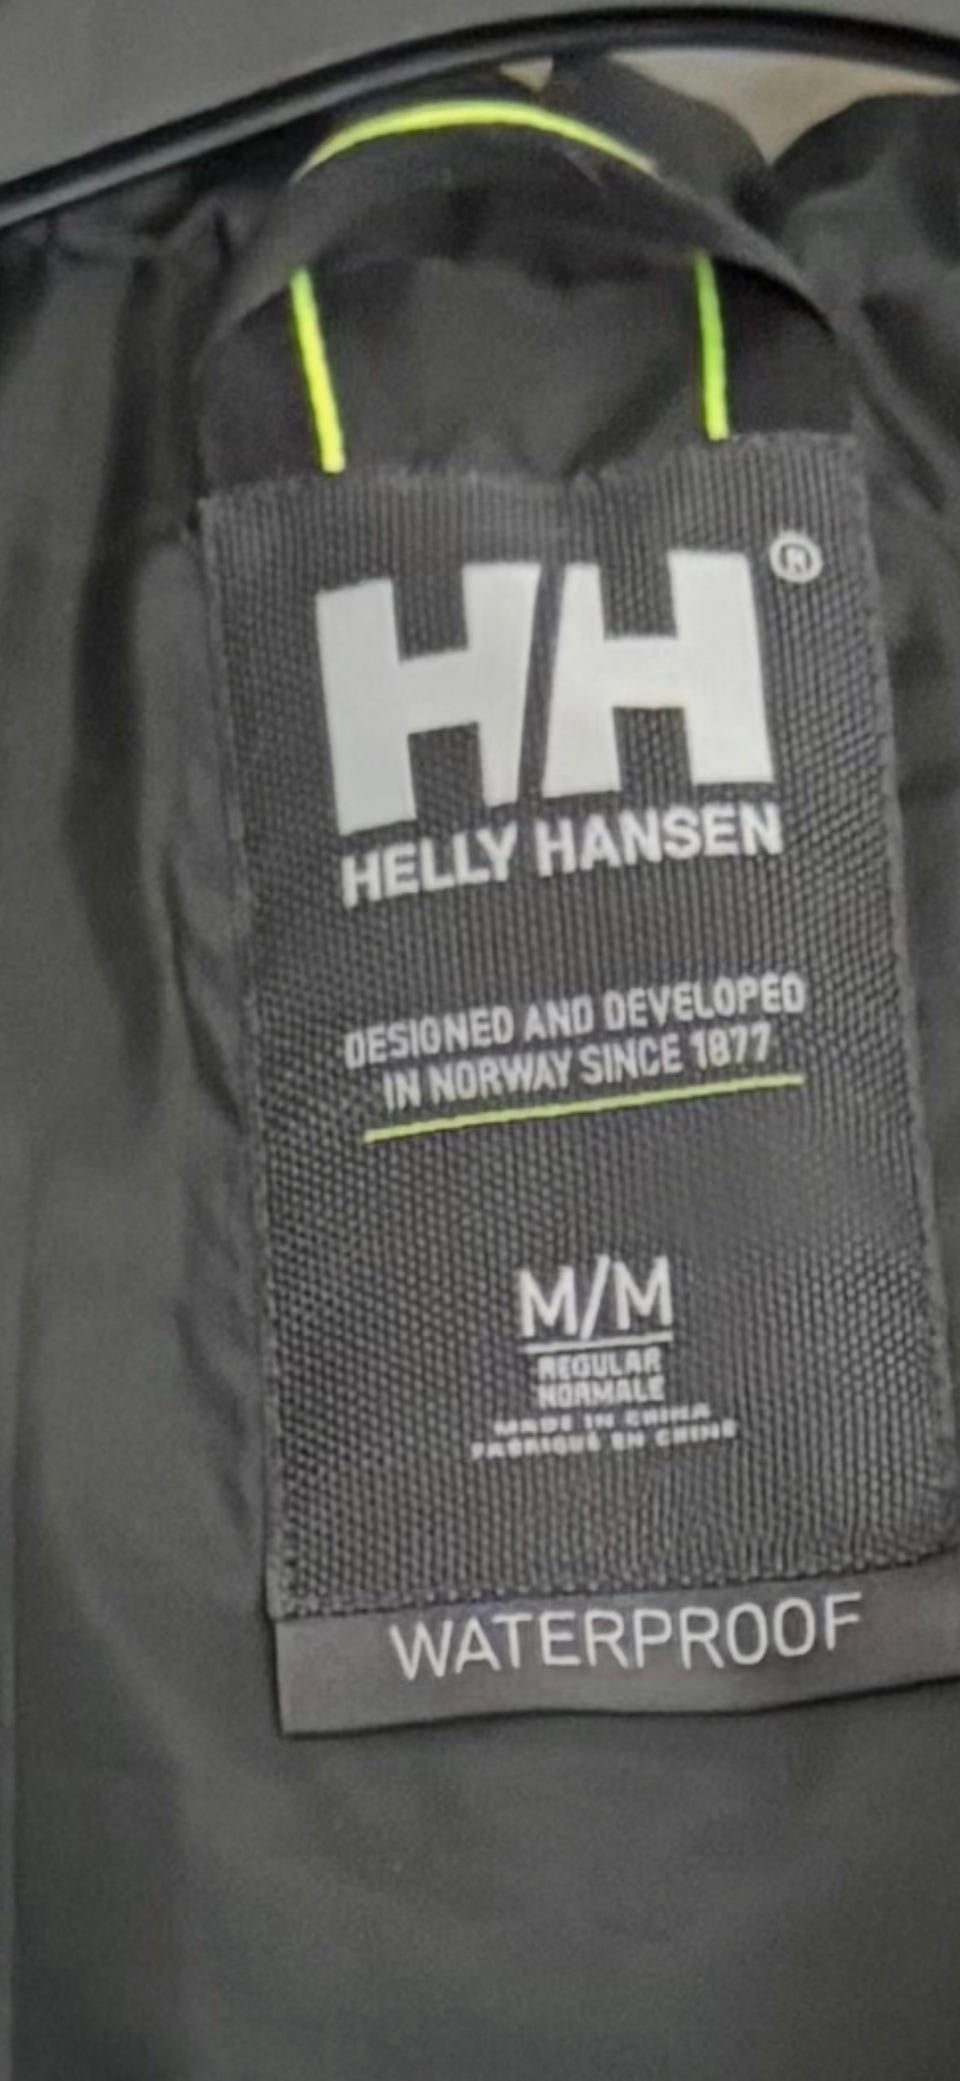 HH®
HELLY HANSEN
DESIGNED AND DEVELOPED
IN NORWAY SINCE 1877
M/M
REGULAR
NORMALE
MADE IN CHINA
FABRIQUÉ EN CHINE
WATERPROOF